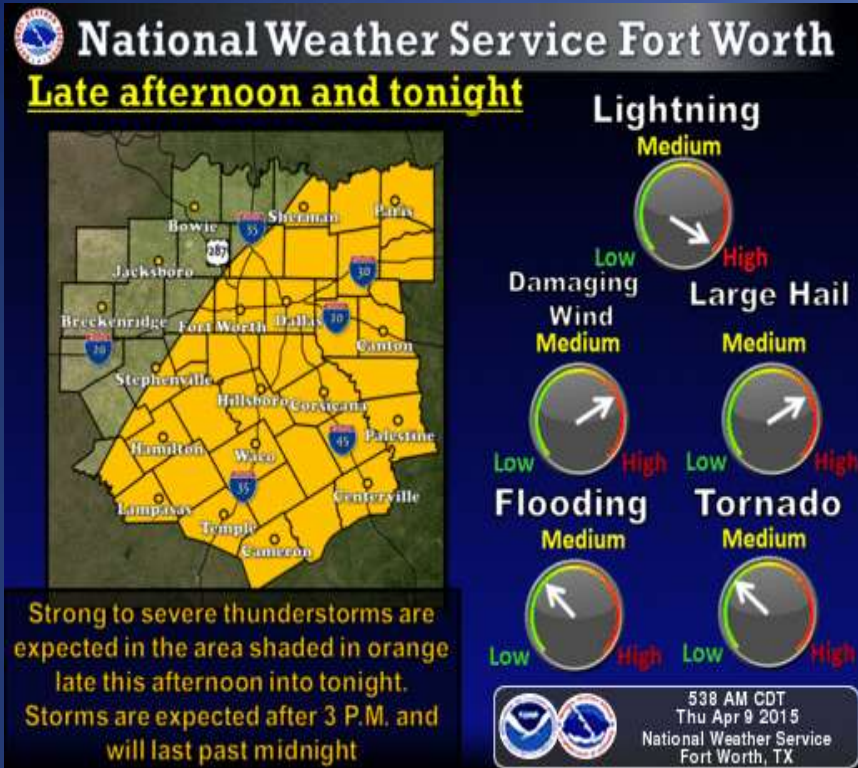 National Weather Service Fort Worth
Late afternoon and tonight
Bowie
35
Sherman
Paris
287
Jacksboro
30
Breckenridge
Fort Worth
Dallas
20
Canton
20
Stephenville
Hillsboro
Corsicana
Palestine
Hamilton
Waco
45
35
Centerville
Lampasas
Temple
Cameron
Strong to severe thunderstorms are
expected in the area shaded in orange
late this afternoon into tonight.
Storms are expected after 3 P.M. and
will last past midnight
Lightning
Medium
Low
High
Damaging
Wind
Medium
Low
High
Large Hail
Medium
Low
High
Flooding
Medium
Low
High
Tornado
Medium
Low
High
538 AM CDT
Thu Apr 9 2015
National Weather Service
Fort Worth, TX